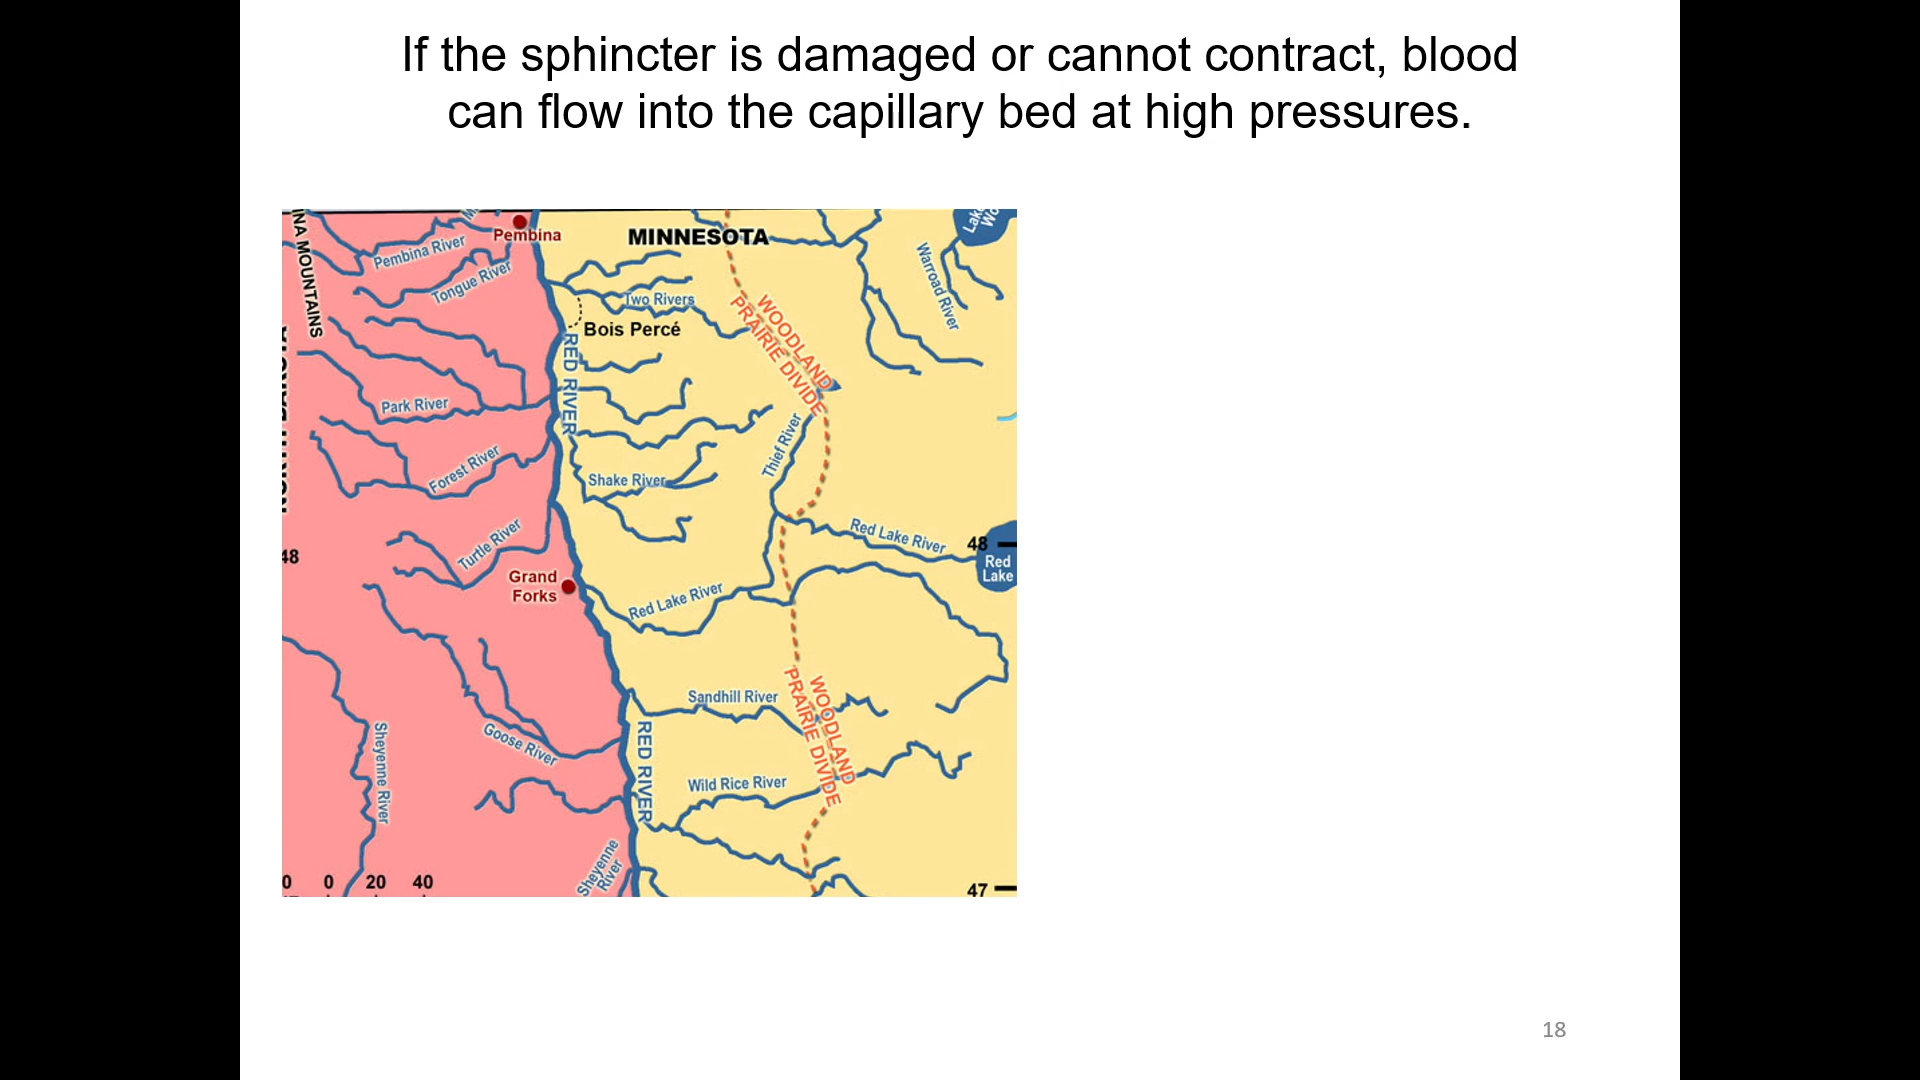 If the sphincter is damaged or cannot contract, blood
can flow into the capillary bed at high pressures.
INA MOUNTAINS
Pembina
Pembina River
Tongue River
MINNESOTA
Lake
Wo
Warroad River
Two Rivers
Bois Percé
WOODLAND
PRAIRIE DIVIDE
RED RIVER
Park River
Forest River
Shake River
Thief River
Turtle River
Red Lake River
48
48
Red
Lake
Grand
Forks
Red Lake River
Sandhill River
WOODLAND
PRAIRIE DIVIDE
Goose River
Sheyenne River
RED RIVER
Wild Rice River
Sheyenne
River
0 0 20 40
47
18